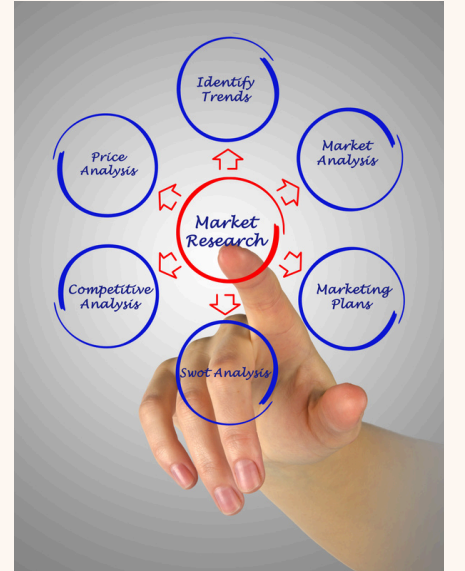 Identify
Trends
Market
Analysis
Price
Analysis
Market
Research
Competitive
Analysis
Marketing
Plans
Swot Analysis